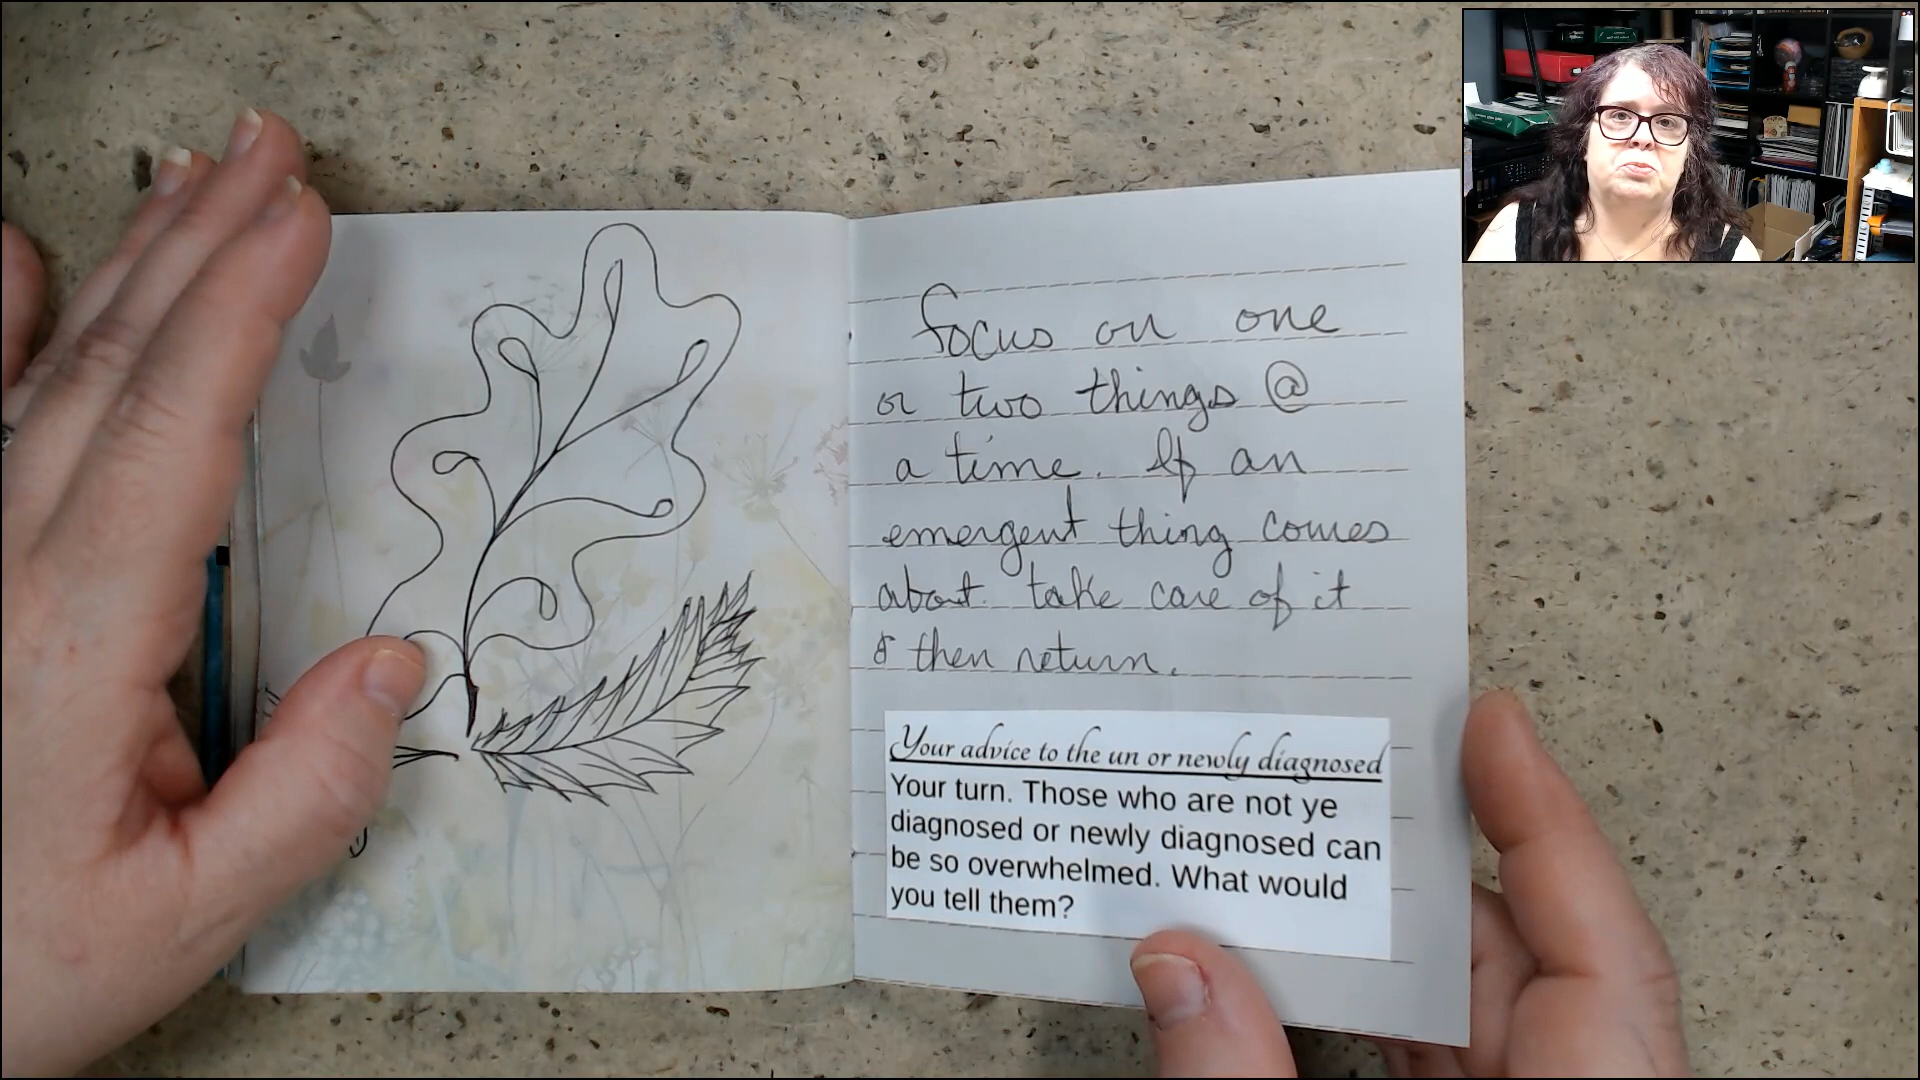 focus on one
or two things @
a time. If an
emergent thing comes
about take care of it
& then return.
Your advice to the un or newly diagnosed
Your turn. Those who are not ye
diagnosed or newly diagnosed can
be so overwhelmed. What would
you tell them?